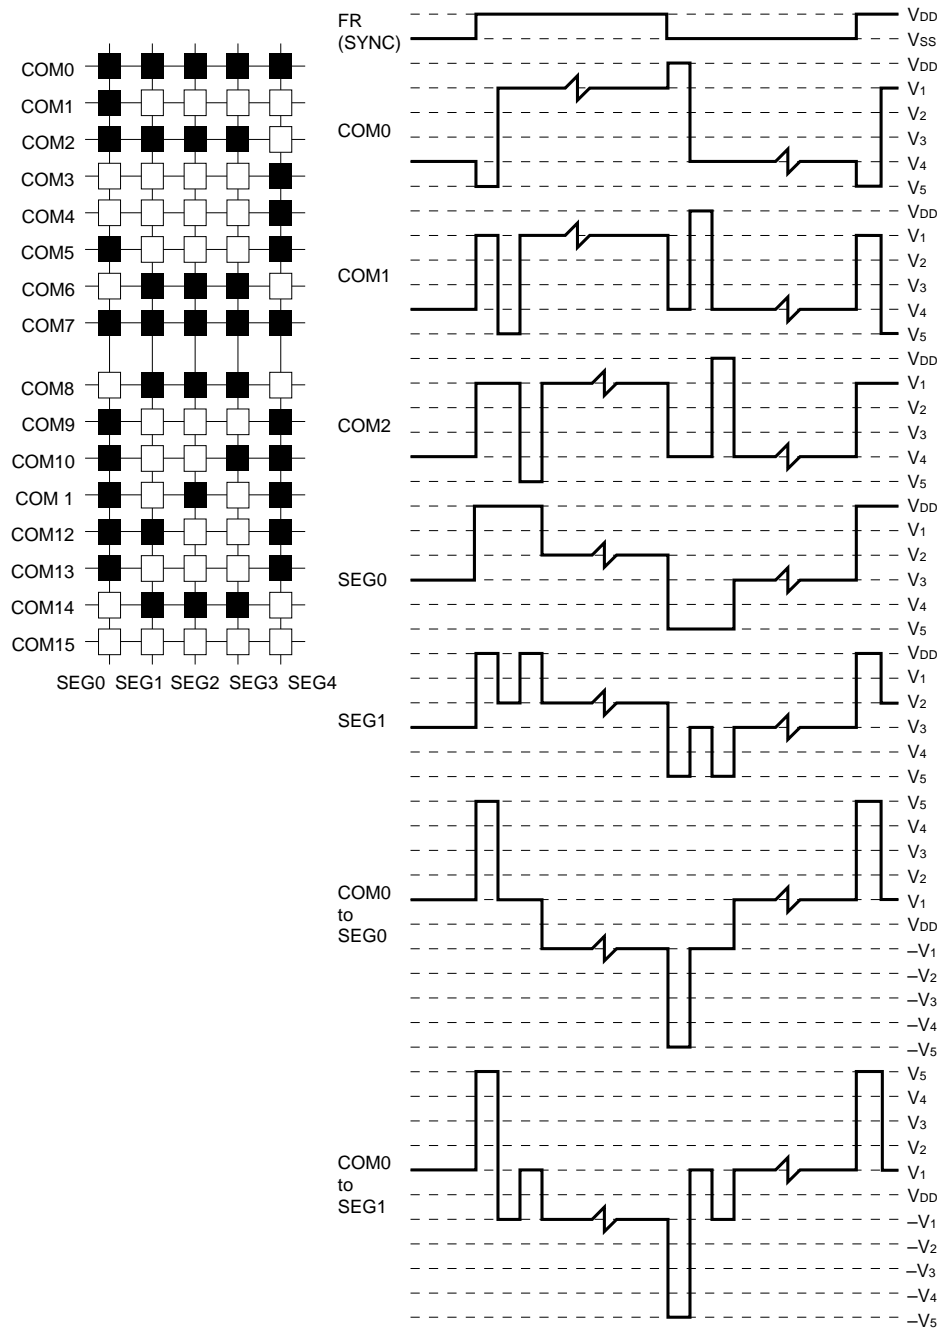 COM0
COM1
COM2
COM3
COM4
COM5
COM6
COM7
COM8
COM9
COM10
COM 1
COM12
COM13
COM14
COM15
SEG0 SEG1 SEG2 SEG3 SEG4
FR
(SYNC)
VDD
VSS
COM0
VDD
V1
V2
V3
V4
V5
COM1
VDD
V1
V2
V3
V4
V5
COM2
VDD
V1
V2
V3
V4
V5
SEG0
VDD
V1
V2
V3
V4
V5
SEG1
VDD
V1
V2
V3
V4
V5
COM0
to
SEG0
V5
V4
V3
V2
V1
VDD
–V1
–V2
–V3
–V4
–V5
COM0
to
SEG1
V5
V4
V3
V2
V1
VDD
–V1
–V2
–V3
–V4
–V5